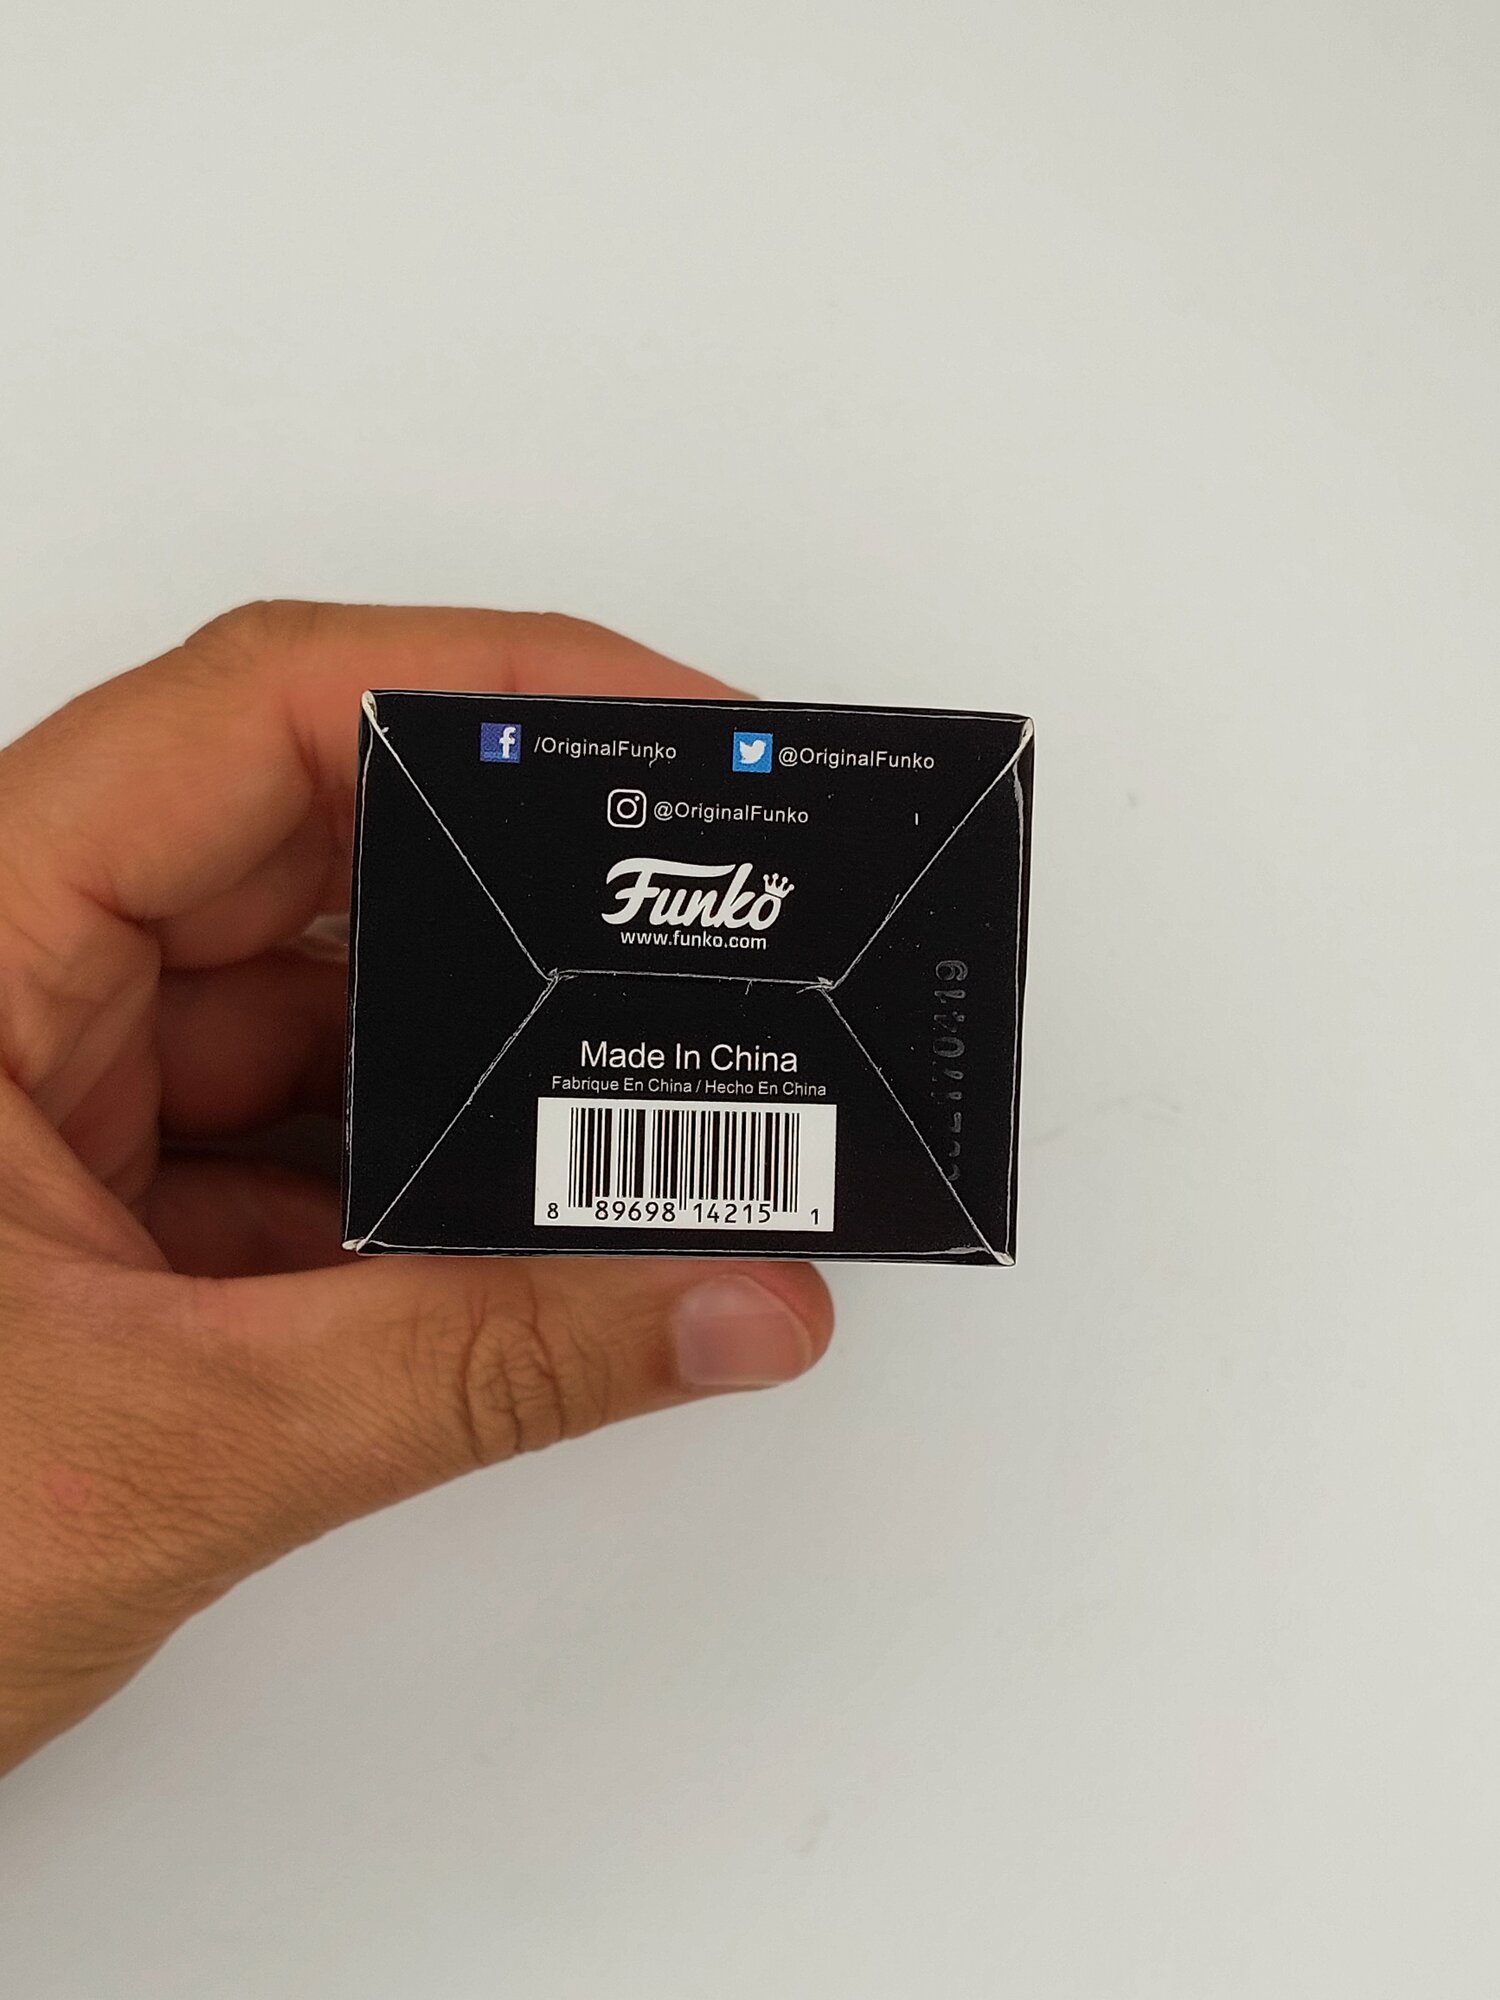 /OriginalFunko @OriginalFunko
@OriginalFunko
Funko
www.funko.com
Made In China
Fabrique En China / Hecho En China
8 89698 14215 1